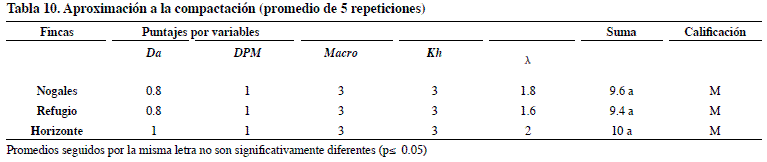 Tabla 10. Aproximación a la compactación (promedio de 5 repeticiones)
Fincas Puntajes por variables Suma Calificación
Da DPM Macro Kh λ
Nogales 0.8 1 3 3 1.8 9.6 a M
Refugio 0.8 1 3 3 1.6 9.4 a M
Horizonte 1 1 3 3 2 10 a M
Promedios seguidos por la misma letra no son significativamente diferentes (p≤ 0.05)